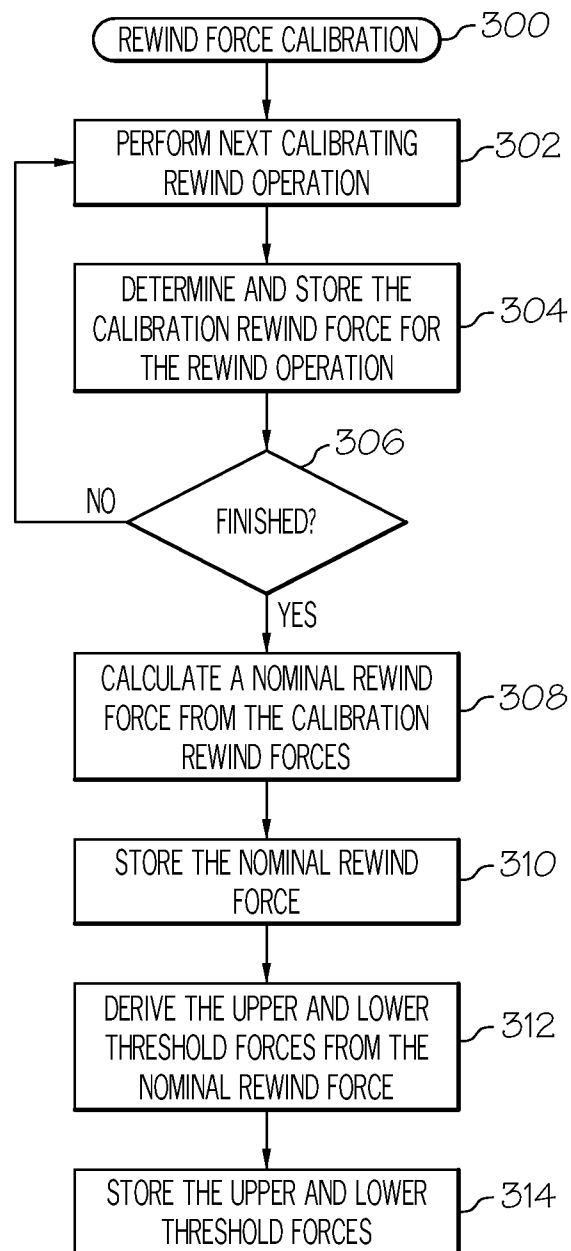 REWIND FORCE CALIBRATION
300
PERFORM NEXT CALIBRATING
REWIND OPERATION
302
DETERMINE AND STORE THE
CALIBRATION REWIND FORCE FOR
THE REWIND OPERATION
304
306
FINISHED?
NO
YES
CALCULATE A NOMINAL REWIND
FORCE FROM THE CALIBRATION
REWIND FORCES
308
STORE THE NOMINAL REWIND
FORCE
310
DERIVE THE UPPER AND LOWER
THRESHOLD FORCES FROM THE
NOMINAL REWIND FORCE
312
STORE THE UPPER AND LOWER
THRESHOLD FORCES
314